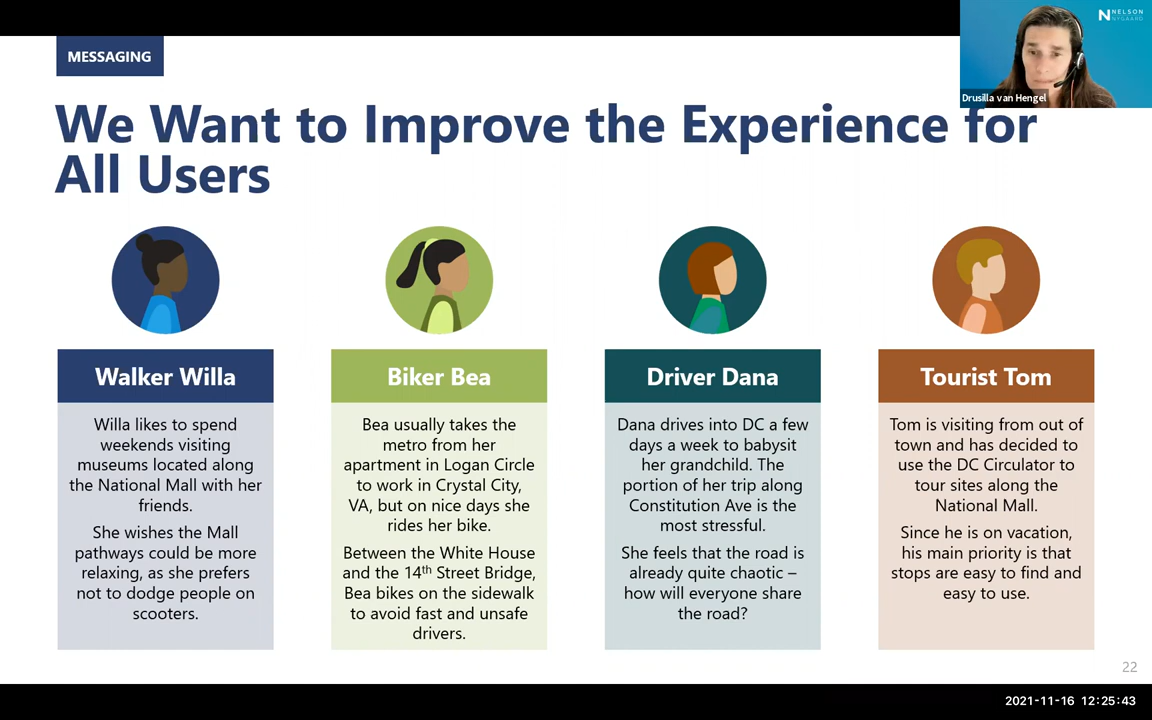 NELSON
NYGAARD
Drusilla van Hengel
MESSAGING
We Want to Improve the Experience for
All Users
Walker Willa
Willa likes to spend
weekends visiting
museums located along
the National Mall with her
friends.
She wishes the Mall
pathways could be more
relaxing, as she prefers
not to dodge people on
scooters.
Biker Bea
Bea usually takes the
metro from her
apartment in Logan Circle
to work in Crystal City,
VA, but on nice days she
rides her bike.
Between the White House
and the 14th Street Bridge,
Bea bikes on the sidewalk
to avoid fast and unsafe
drivers.
Driver Dana
Dana drives into DC a few
days a week to babysit
her grandchild. The
portion of her trip along
Constitution Ave is the
most stressful.
She feels that the road is
already quite chaotic –
how will everyone share
the road?
Tourist Tom
Tom is visiting from out of
town and has decided to
use the DC Circulator to
tour sites along the
National Mall.
Since he is on vacation,
his main priority is that
stops are easy to find and
easy to use.
22
2021-11-16 12:25:43